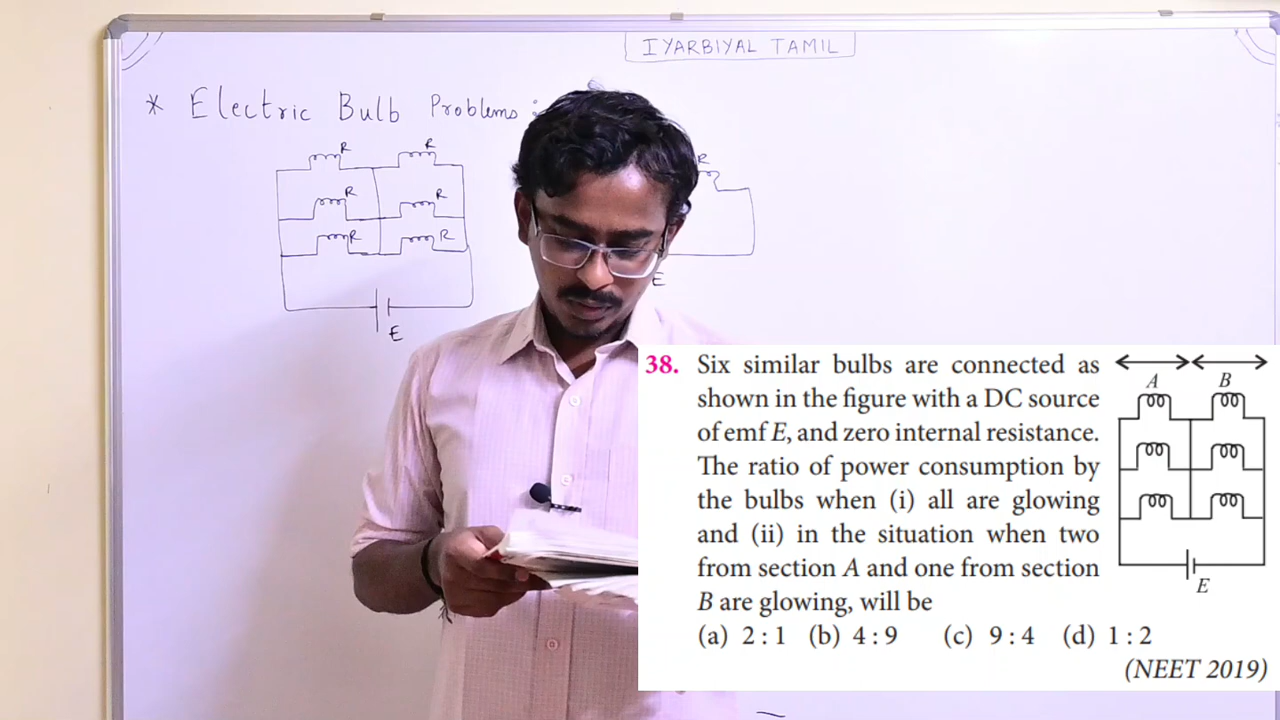 IYARBIYAL TAMIL
* Electric Bulb Problems :
R R
R R
R R
E
R
E
38. Six similar bulbs are connected as
shown in the figure with a DC source
of emf E, and zero internal resistance.
The ratio of power consumption by
the bulbs when (i) all are glowing
and (ii) in the situation when two
from section A and one from section
B are glowing, will be
(a) 2 : 1 (b) 4 : 9 (c) 9 : 4 (d) 1 : 2
(NEET 2019)
A B
E